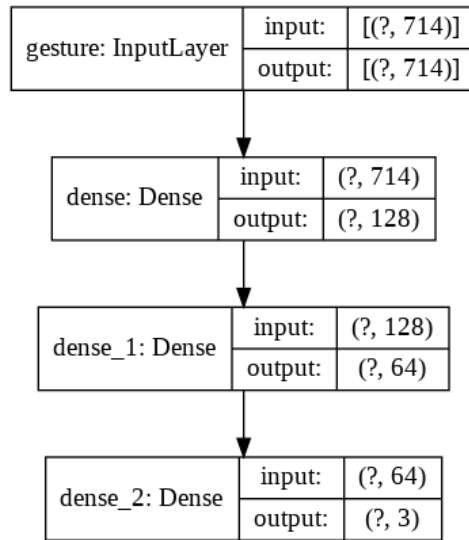 gesture: InputLayer
input: [(?, 714)]
output: [(?, 714)]
dense: Dense
input: (?, 714)
output: (?, 128)
dense_1: Dense
input: (?, 128)
output: (?, 64)
dense_2: Dense
input: (?, 64)
output: (?, 3)